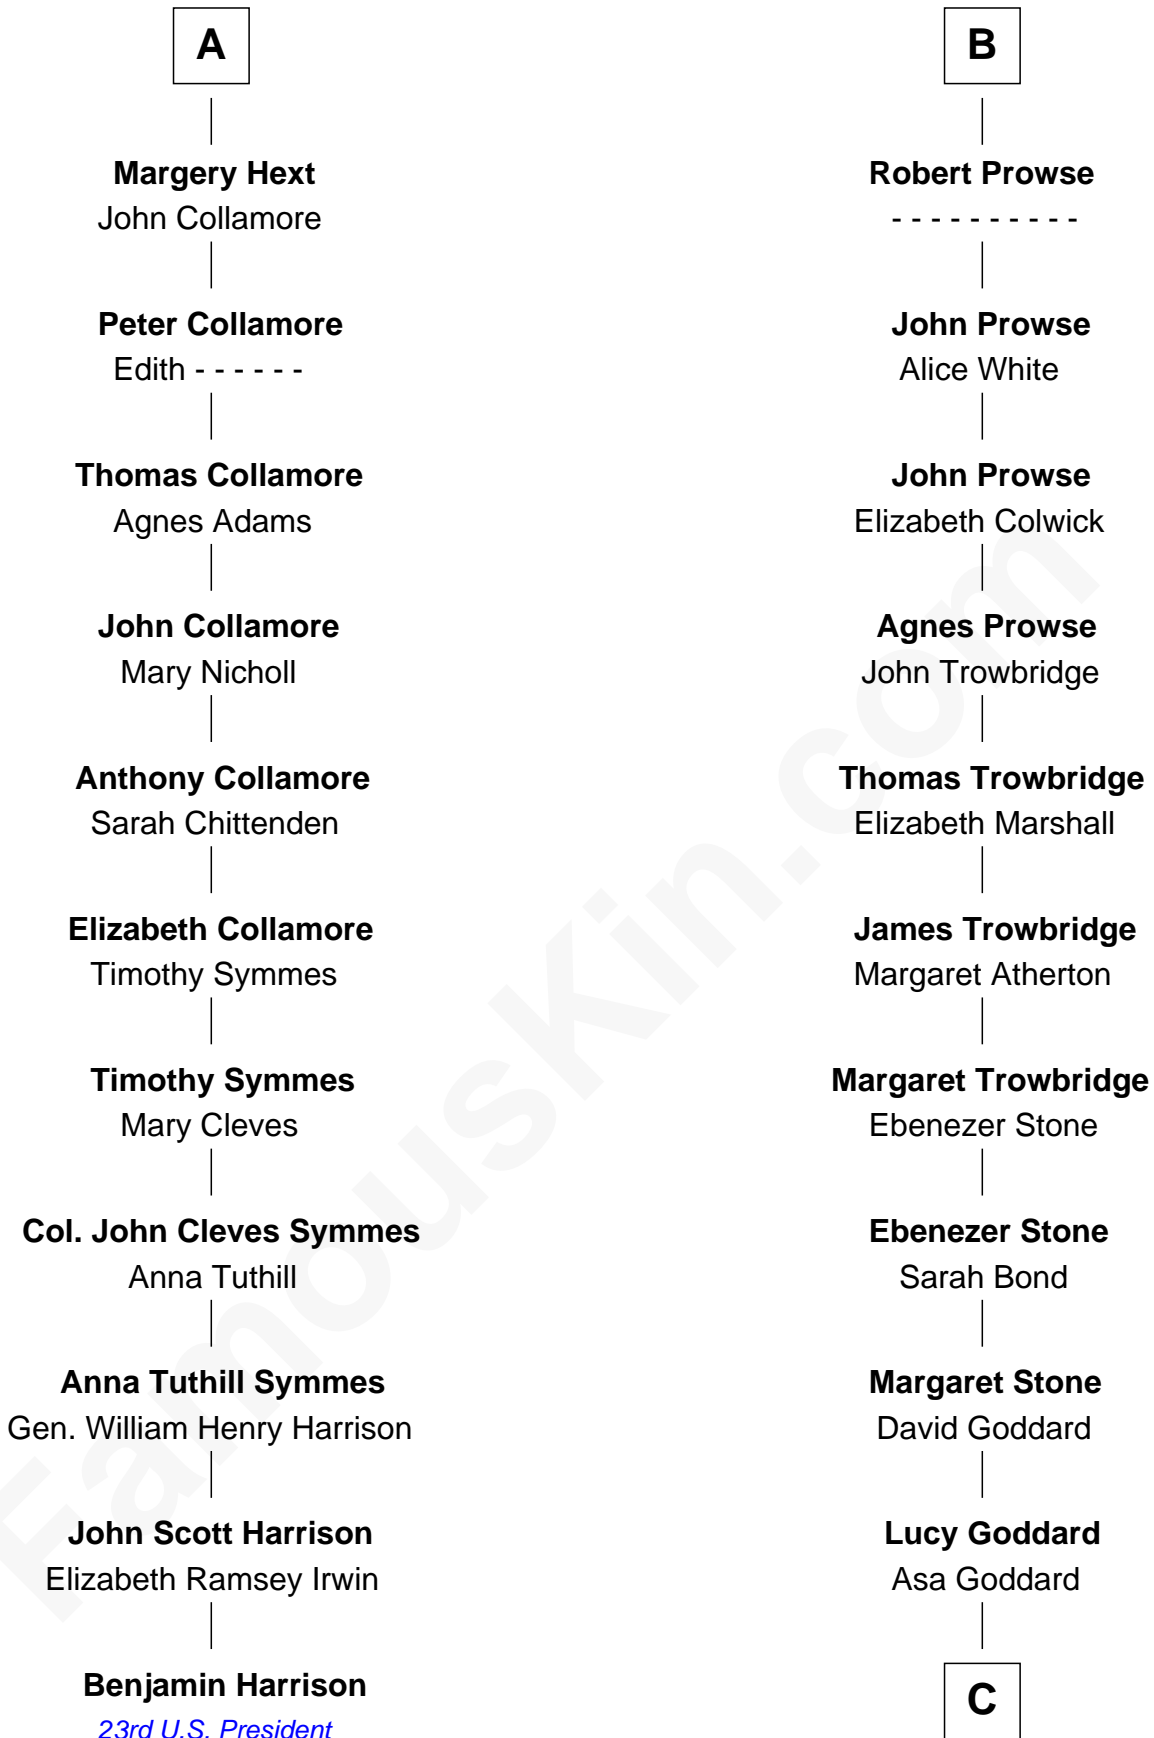 A
Margery Hext
John Collamore
Peter Collamore
Edith - - - - - -
Thomas Collamore
Agnes Adams
John Collamore
Mary Nicholl
Anthony Collamore
Sarah Chittenden
Elizabeth Collamore
Timothy Symmes
Timothy Symmes
Mary Cleves
Col. John Cleves Symmes
Anna Tuthill
Anna Tuthill Symmes
Gen. William Henry Harrison
John Scott Harrison
Elizabeth Ramsey Irwin
Benjamin Harrison
23rd U.S. President
B
Robert Prowse
- - - - - - - - - -
John Prowse
Alice White
John Prowse
Elizabeth Colwick
Agnes Prowse
John Trowbridge
Thomas Trowbridge
Elizabeth Marshall
James Trowbridge
Margaret Atherton
Margaret Trowbridge
Ebenezer Stone
Ebenezer Stone
Sarah Bond
Margaret Stone
David Goddard
Lucy Goddard
Asa Goddard
C
FamousKin.com